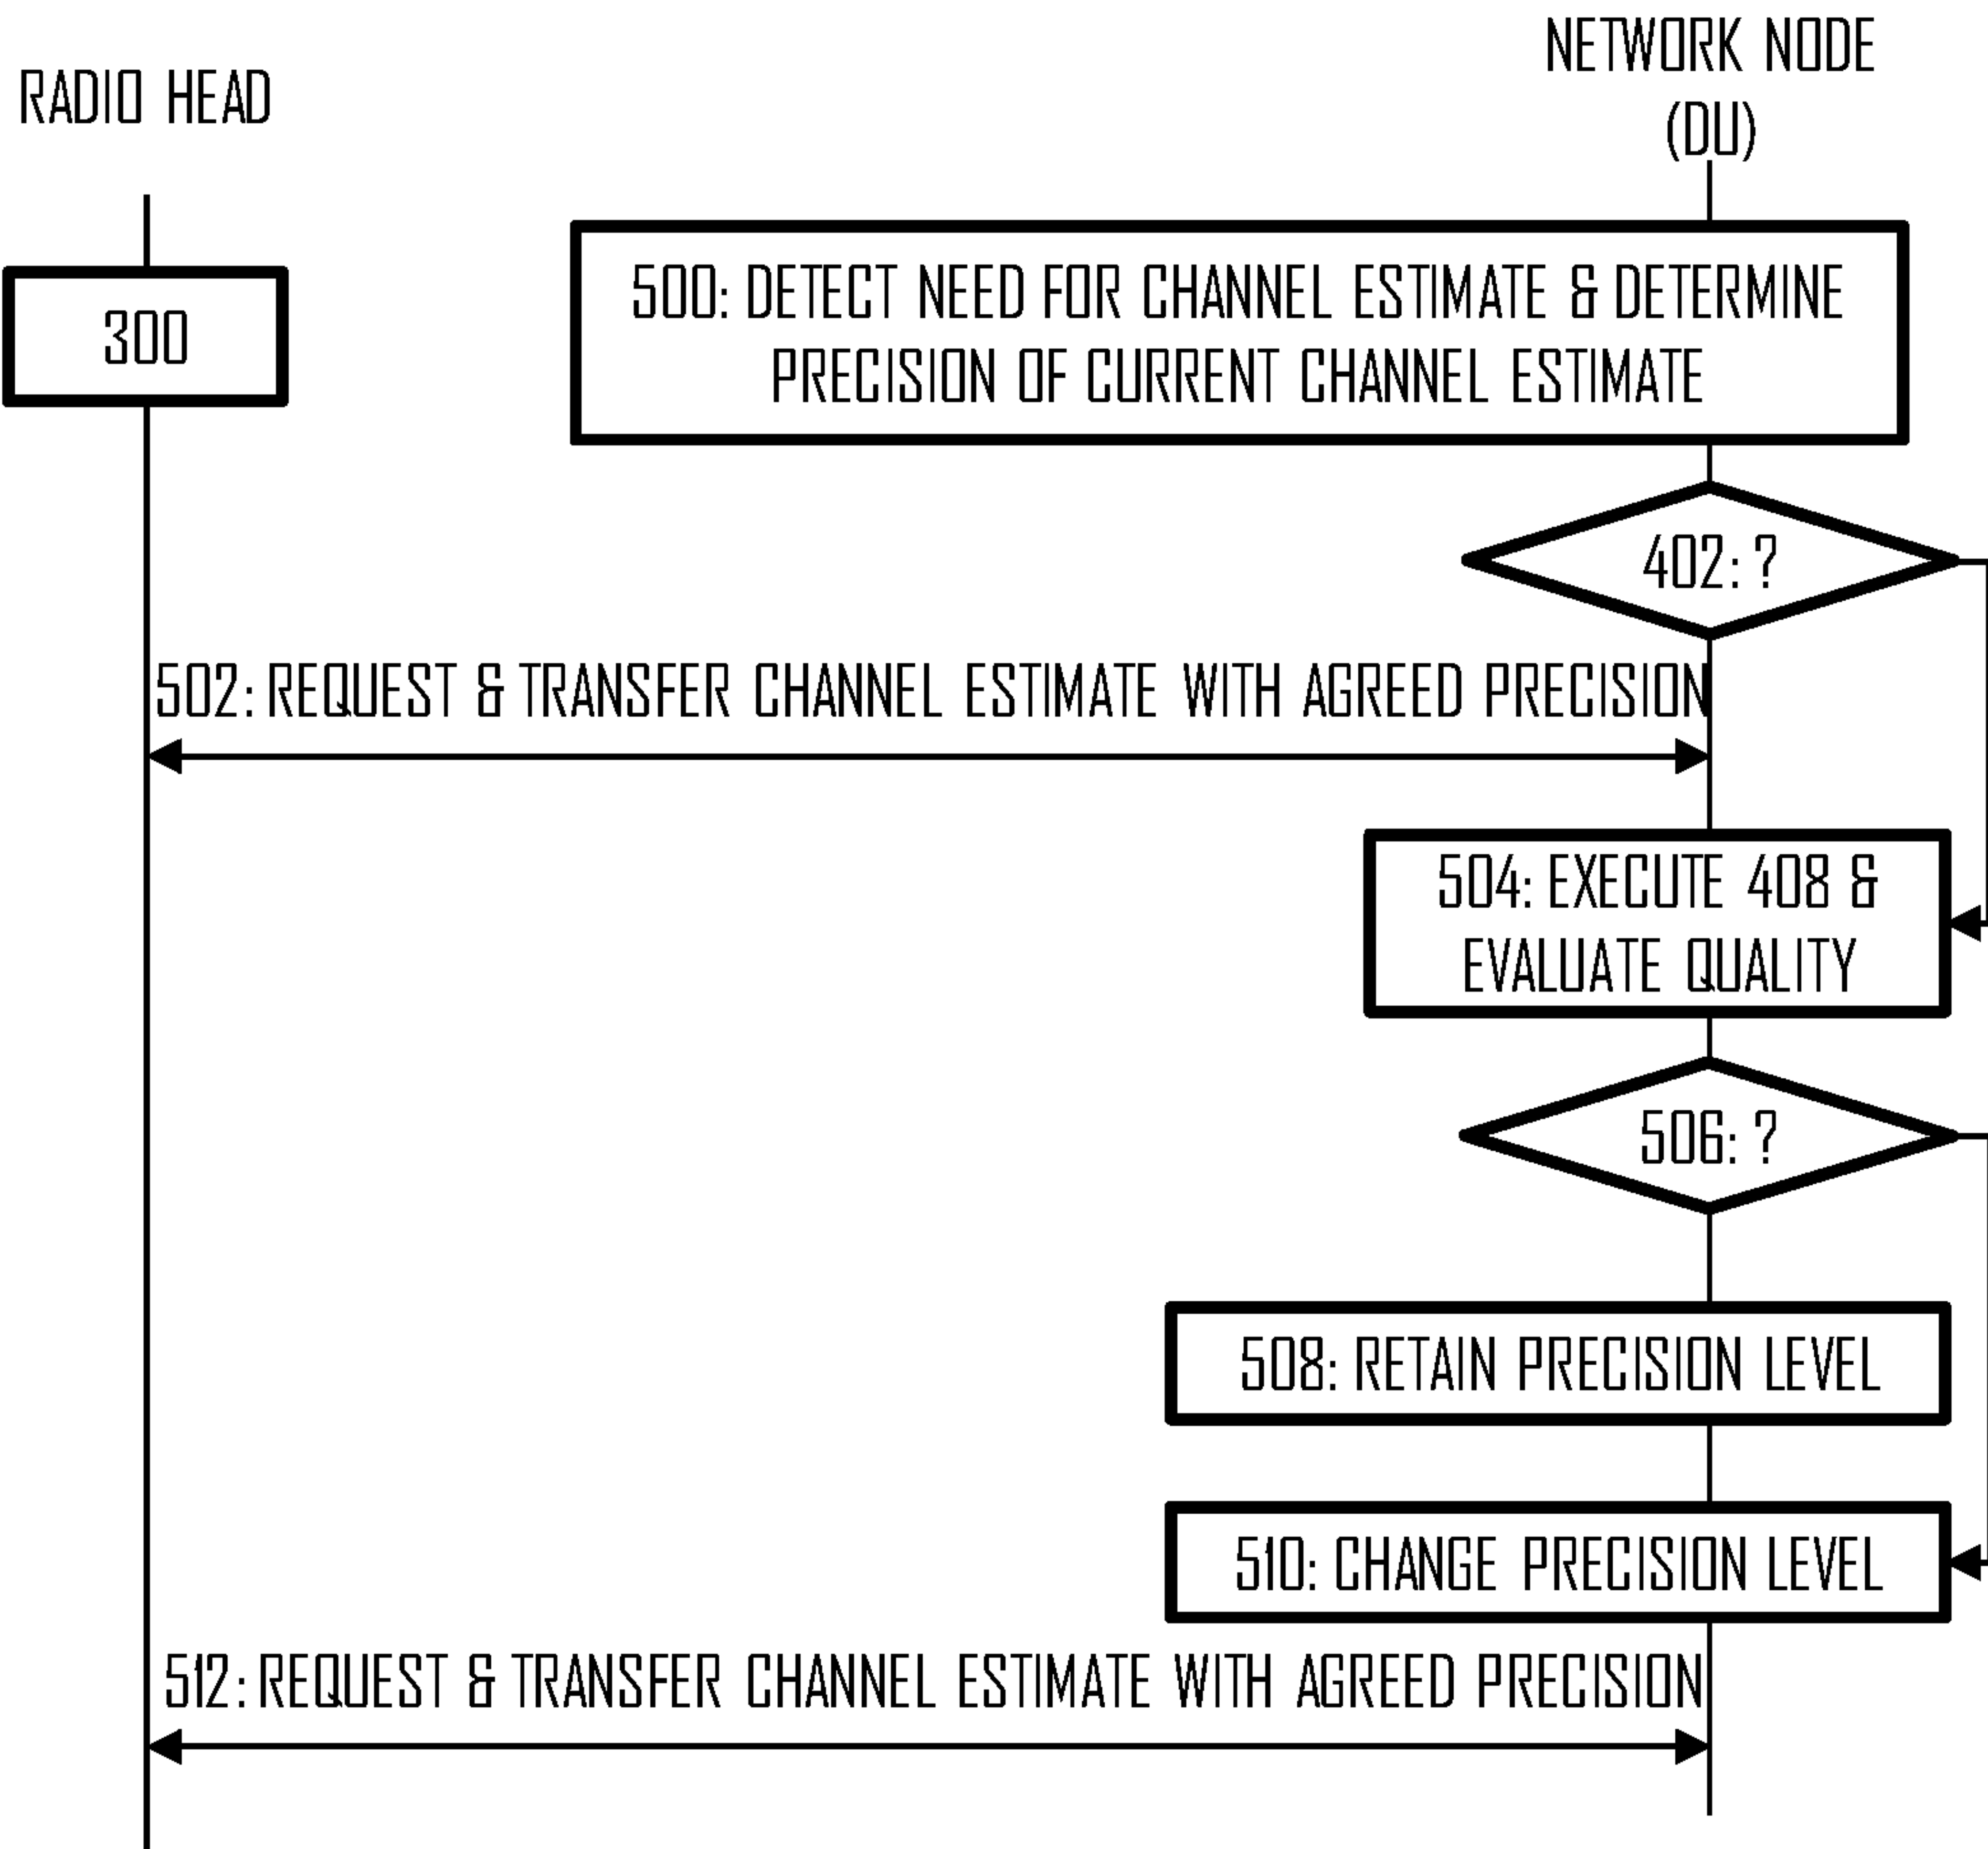 RADIO HEAD
NETWORK NODE
(DU)
300
500: DETECT NEED FOR CHANNEL ESTIMATE & DETERMINE
PRECISION OF CURRENT CHANNEL ESTIMATE
402: ?
502: REQUEST & TRANSFER CHANNEL ESTIMATE WITH AGREED PRECISION
504: EXECUTE 408 &
EVALUATE QUALITY
506: ?
508: RETAIN PRECISION LEVEL
510: CHANGE PRECISION LEVEL
512: REQUEST & TRANSFER CHANNEL ESTIMATE WITH AGREED PRECISION